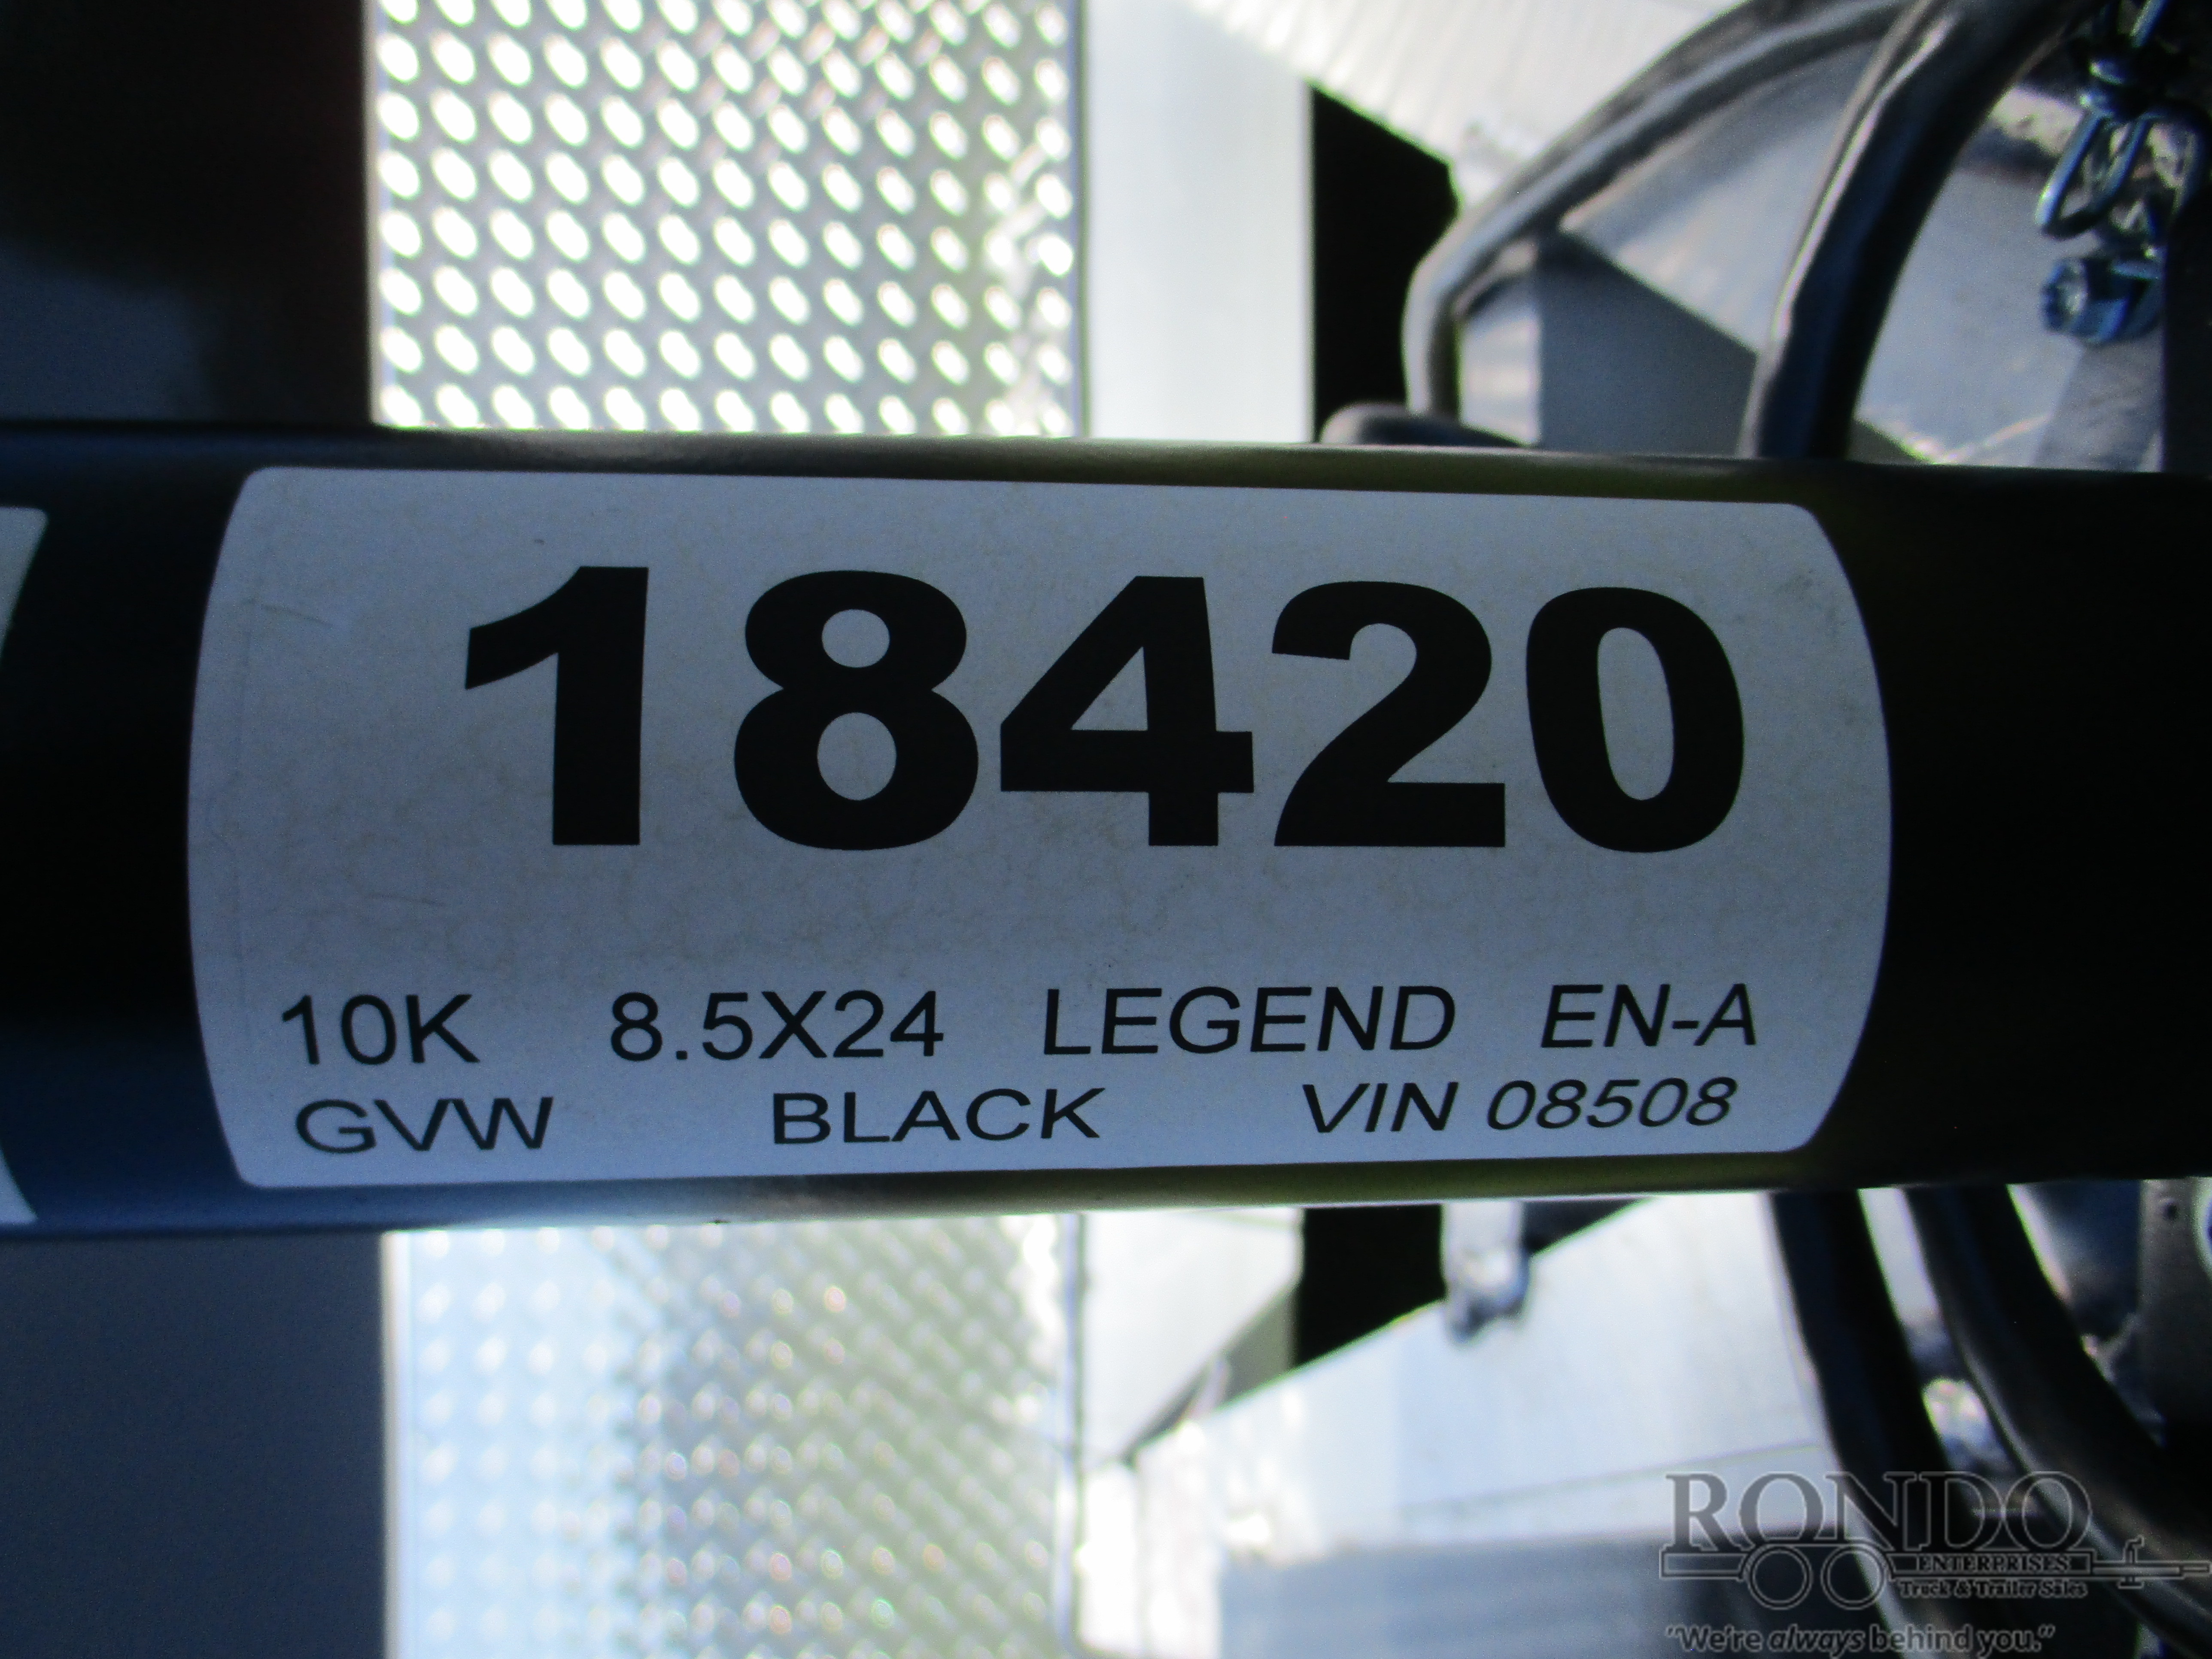 18420
10K 8.5X24 LEGEND EN-A
GVW BLACK VIN 08508
RONDO
ENTERPRISES
Truck & Trailer Sales
"We're always behind you."